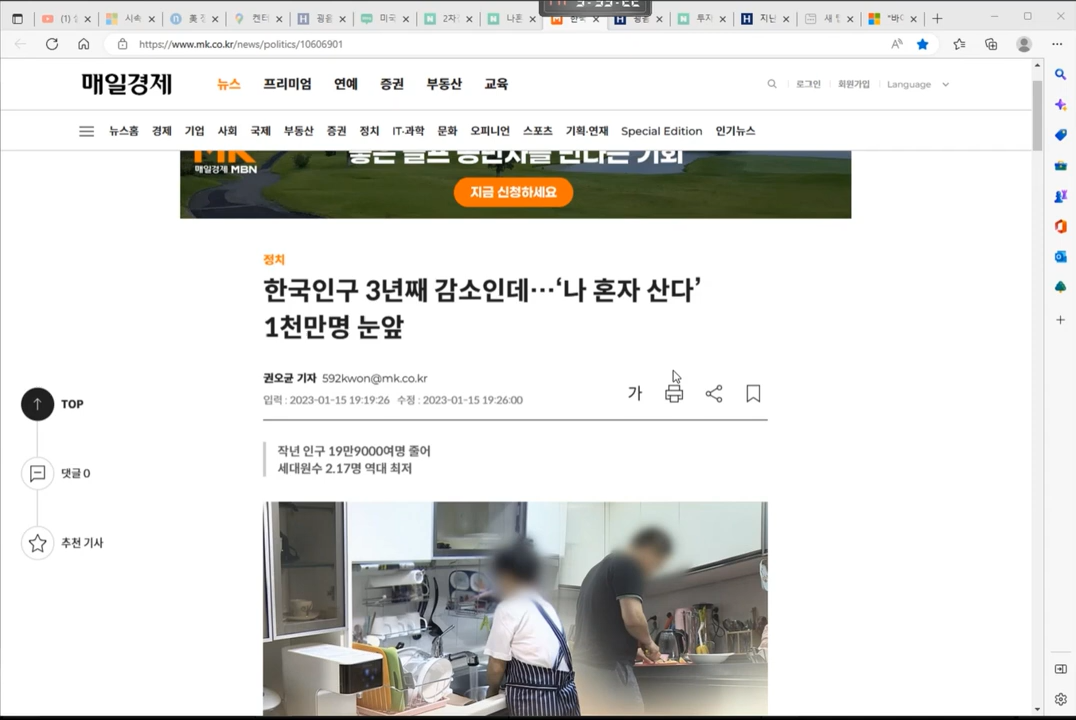 https://www.mk.co.kr/news/politics/10606901
매일경제
뉴스 프리미엄 연예 증권 부동산 교육
로그인 회원가입 Language
뉴스홈 경제 기업 사회 국제 부동산 증권 정치 IT·과학 문화 오피니언 스포츠 기획·연재 Special Edition 인기뉴스
매일경제 MBN
지금 신청하세요
정치
한국인구 3년째 감소인데…‘나 혼자 산다’
1천만명 눈앞
권오균 기자 592kwon@mk.co.kr
입력 : 2023-01-15 19:19:26 수정 : 2023-01-15 19:26:00
가
TOP
작년 인구 19만9000여명 줄어
세대원수 2.17명 역대 최저
댓글 0
추천 기사